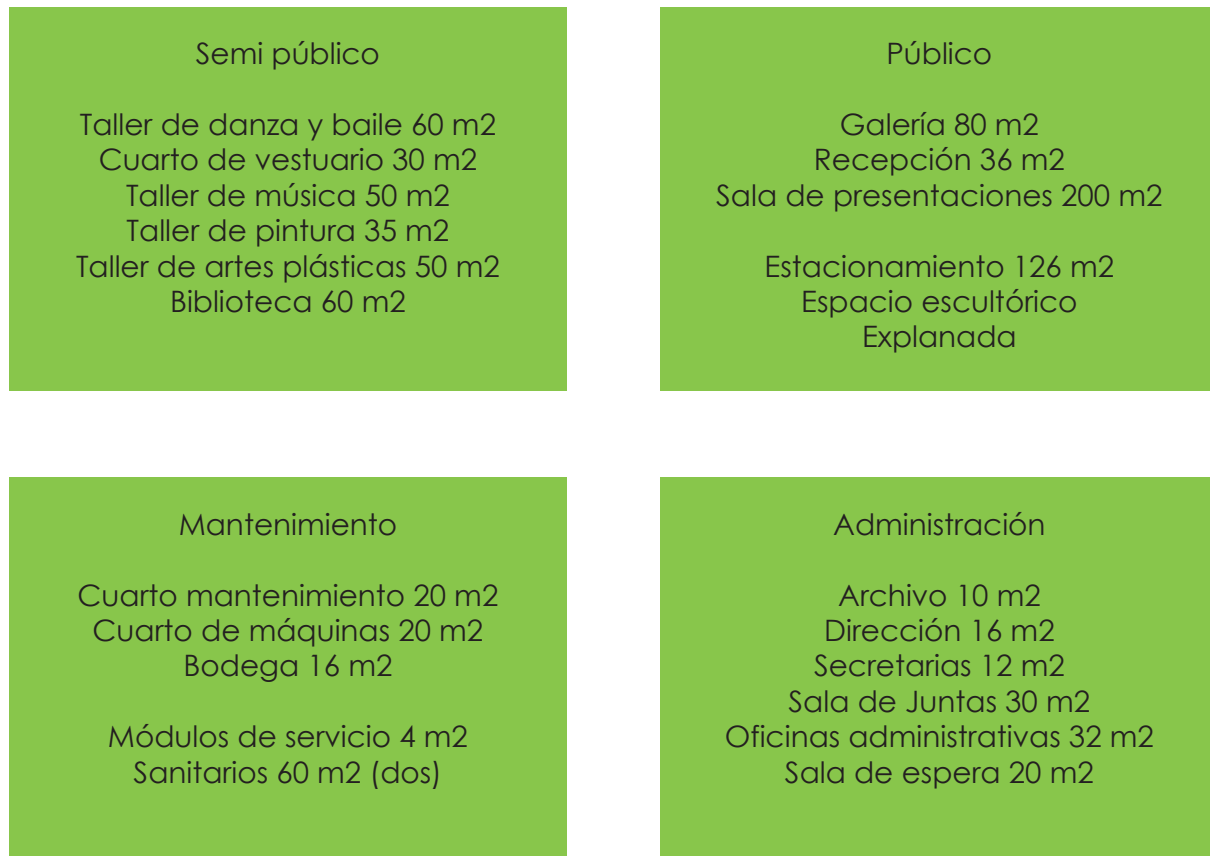 Semi público
Taller de danza y baile 60 m2
Cuarto de vestuario 30 m2
Taller de música 50 m2
Taller de pintura 35 m2
Taller de artes plásticas 50 m2
Biblioteca 60 m2
Público
Galería 80 m2
Recepción 36 m2
Sala de presentaciones 200 m2
Estacionamiento 126 m2
Espacio escultórico
Explanada
Mantenimiento
Cuarto mantenimiento 20 m2
Cuarto de máquinas 20 m2
Bodega 16 m2
Módulos de servicio 4 m2
Sanitarios 60 m2 (dos)
Administración
Archivo 10 m2
Dirección 16 m2
Secretarias 12 m2
Sala de Juntas 30 m2
Oficinas administrativas 32 m2
Sala de espera 20 m2